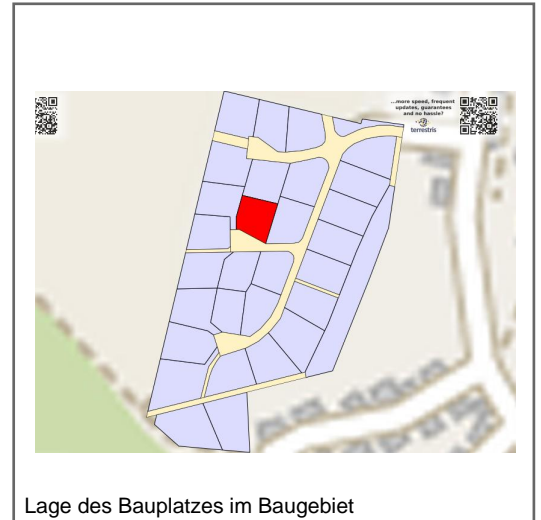 ...more speed, frequent
updates, guarantees
and no hassle?
terrestris
Lage des Bauplatzes im Baugebiet